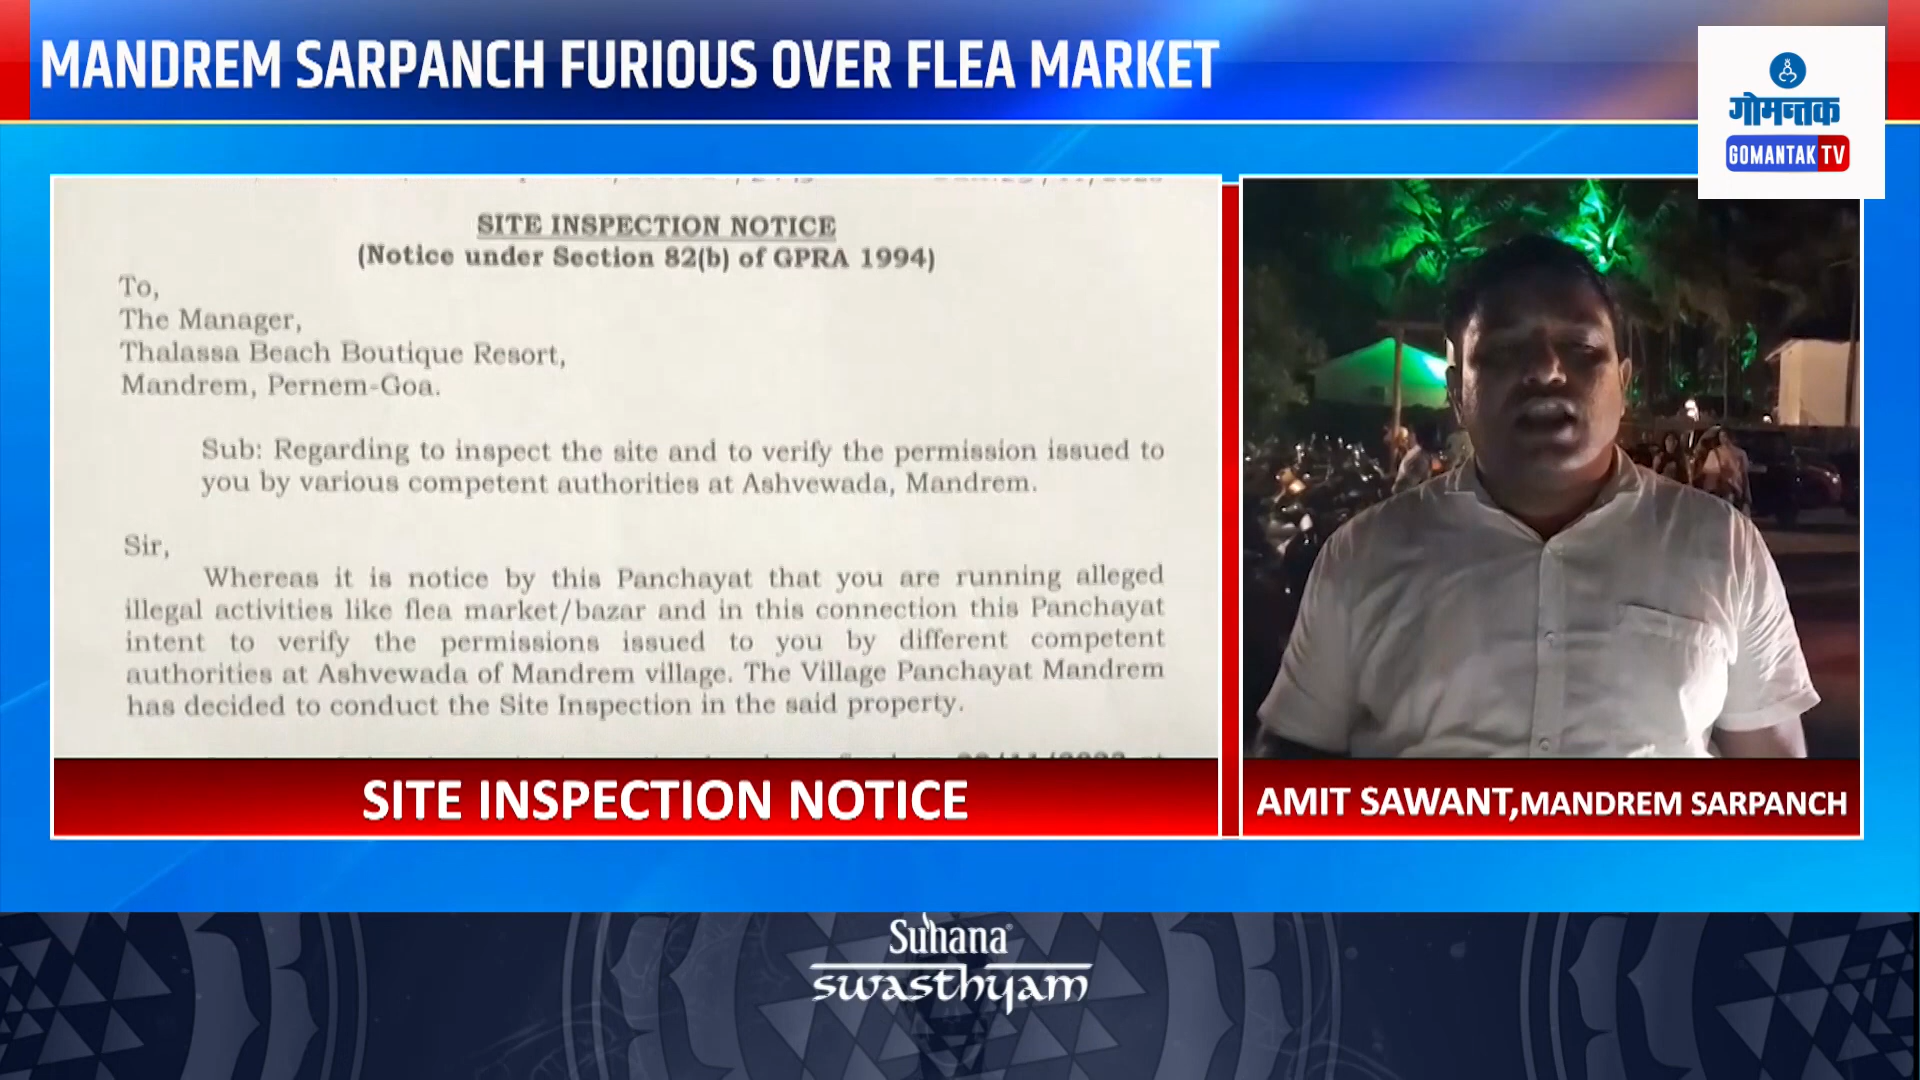 MANDREM SARPANCH FURIOUS OVER FLEA MARKET
गोमन्तक
GOMANTAK TV
SITE INSPECTION NOTICE
(Notice under Section 82(b) of GPRA 1994)
To,
The Manager,
Thalassa Beach Boutique Resort,
Mandrem, Pernem-Goa.
Sub: Regarding to inspect the site and to verify the permission issued to
you by various competent authorities at Ashvewada, Mandrem.
Sir,
Whereas it is notice by this Panchayat that you are running alleged
illegal activities like flea market/bazar and in this connection this Panchayat
intent to verify the permissions issued to you by different competent
authorities at Ashvewada of Mandrem village. The Village Panchayat Mandrem
has decided to conduct the Site Inspection in the said property.
SITE INSPECTION NOTICE
AMIT SAWANT, MANDREM SARPANCH
Suhana
swasthyam